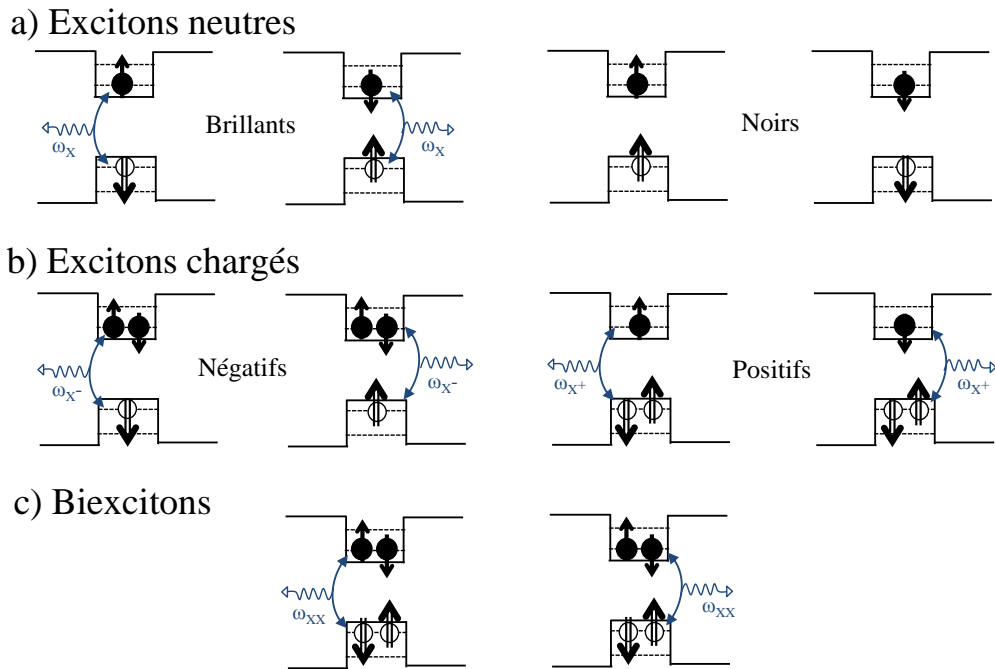 a) Excitons neutres
Brillants
Noirs
ωX
ωX
b) Excitons chargés
Négatifs
Positifs
ωX-
ωX-
ωX+
ωX+
c) Biexcitons
ωXX
ωXX